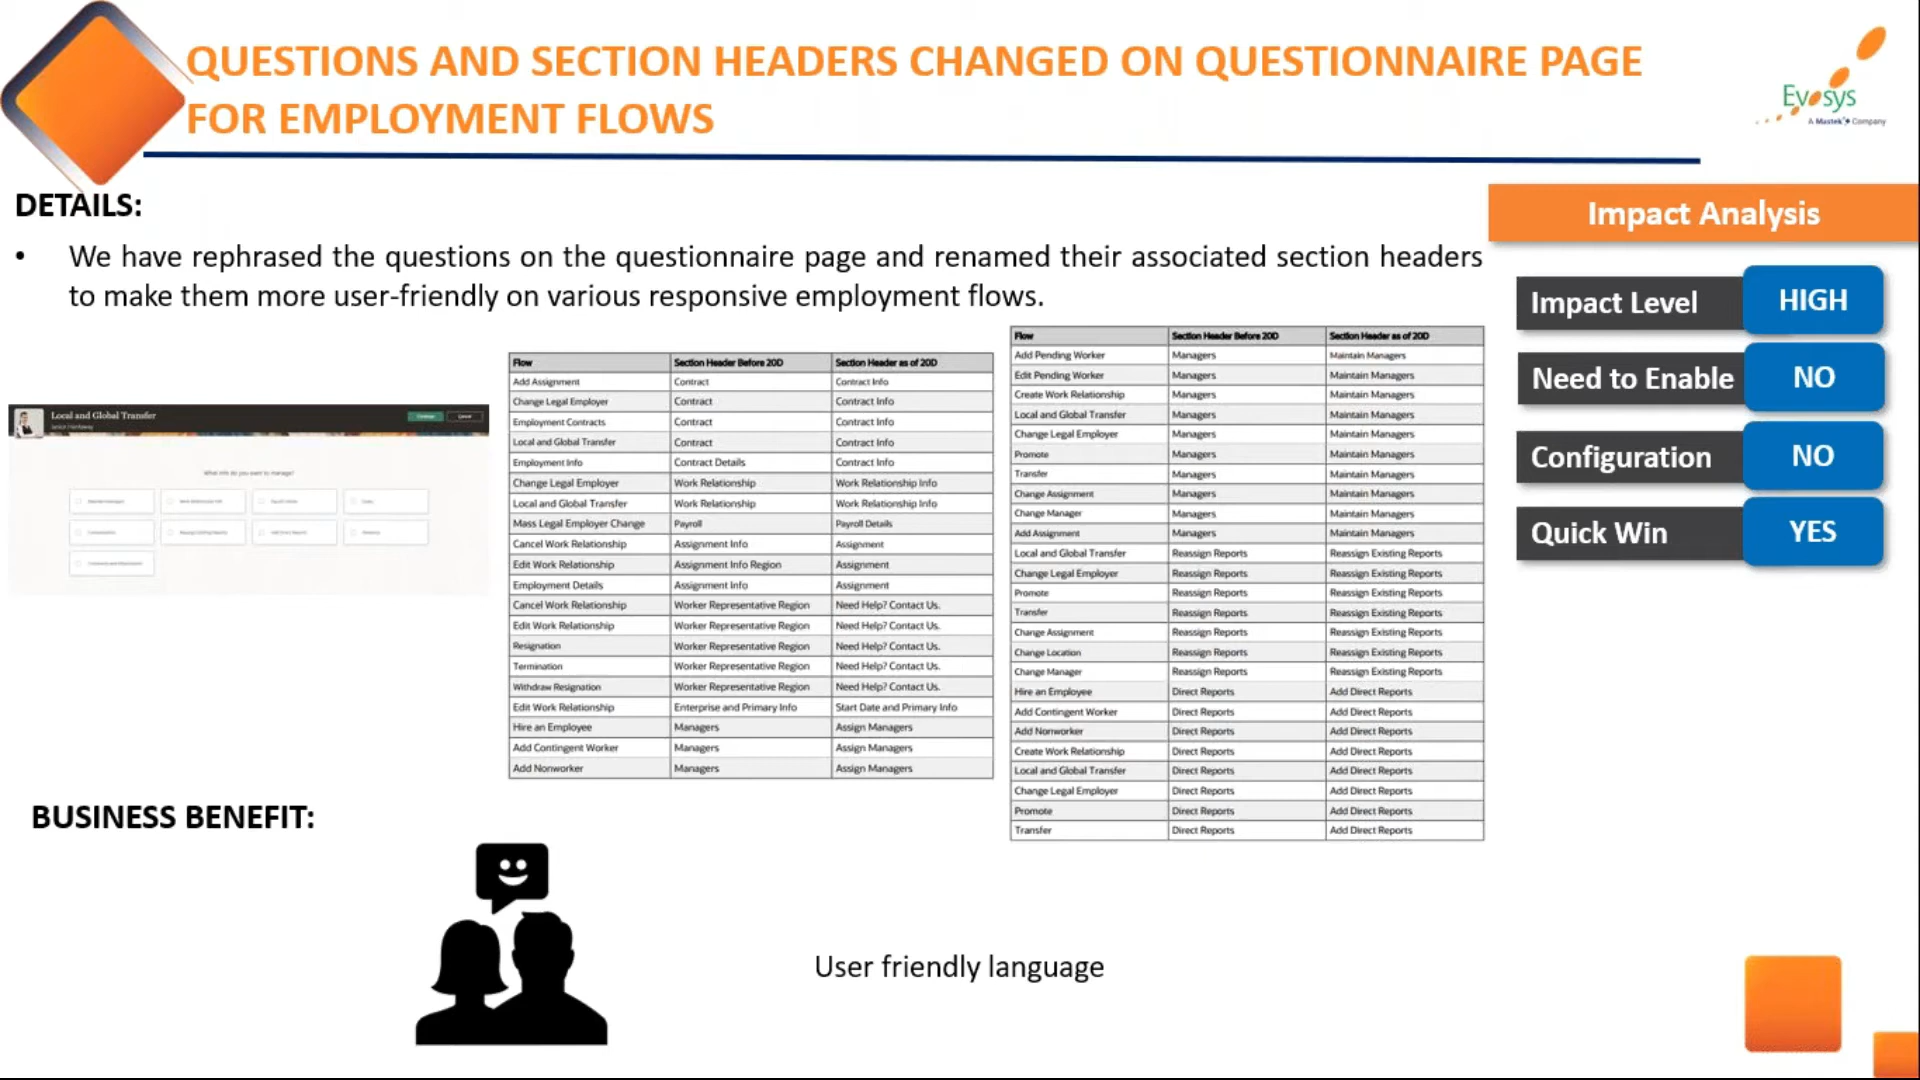 QUESTIONS AND SECTION HEADERS CHANGED ON QUESTIONNAIRE PAGE
FOR EMPLOYMENT FLOWS
Evosys
A Mastek Company
DETAILS:
• We have rephrased the questions on the questionnaire page and renamed their associated section headers
to make them more user-friendly on various responsive employment flows.
Impact Analysis
Impact Level HIGH
Need to Enable NO
Configuration NO
Quick Win YES
Local and Global Transfer
What info do you want to manage?
Flow Section Header Before 20D Section Header as of 20D
Add Assignment Contract Contract Info
Change Legal Employer Contract Contract Info
Employment Contracts Contract Contract Info
Local and Global Transfer Contract Contract Info
Employment Info Contract Details Contract Info
Change Legal Employer Work Relationship Work Relationship Info
Local and Global Transfer Work Relationship Work Relationship Info
Mass Legal Employer Change Payroll Payroll Details
Cancel Work Relationship Assignment Info Assignment
Edit Work Relationship Assignment Info Region Assignment
Employment Details Assignment Info Assignment
Cancel Work Relationship Worker Representative Region Need Help? Contact Us.
Edit Work Relationship Worker Representative Region Need Help? Contact Us.
Resignation Worker Representative Region Need Help? Contact Us.
Termination Worker Representative Region Need Help? Contact Us.
Withdraw Resignation Worker Representative Region Need Help? Contact Us.
Edit Work Relationship Enterprise and Primary Info Start Date and Primary Info
Hire an Employee Managers Assign Managers
Add Contingent Worker Managers Assign Managers
Add Nonworker Managers Assign Managers
Flow Section Header Before 20D Section Header as of 20D
Add Pending Worker Managers Maintain Managers
Edit Pending Worker Managers Maintain Managers
Create Work Relationship Managers Maintain Managers
Local and Global Transfer Managers Maintain Managers
Change Legal Employer Managers Maintain Managers
Promote Managers Maintain Managers
Transfer Managers Maintain Managers
Change Assignment Managers Maintain Managers
Change Manager Managers Maintain Managers
Add Assignment Managers Maintain Managers
Local and Global Transfer Reassign Reports Reassign Existing Reports
Change Legal Employer Reassign Reports Reassign Existing Reports
Promote Reassign Reports Reassign Existing Reports
Transfer Reassign Reports Reassign Existing Reports
Change Assignment Reassign Reports Reassign Existing Reports
Change Location Reassign Reports Reassign Existing Reports
Change Manager Reassign Reports Reassign Existing Reports
Hire an Employee Direct Reports Add Direct Reports
Add Contingent Worker Direct Reports Add Direct Reports
Add Nonworker Direct Reports Add Direct Reports
Create Work Relationship Direct Reports Add Direct Reports
Local and Global Transfer Direct Reports Add Direct Reports
Change Legal Employer Direct Reports Add Direct Reports
Promote Direct Reports Add Direct Reports
Transfer Direct Reports Add Direct Reports
BUSINESS BENEFIT:
User friendly language